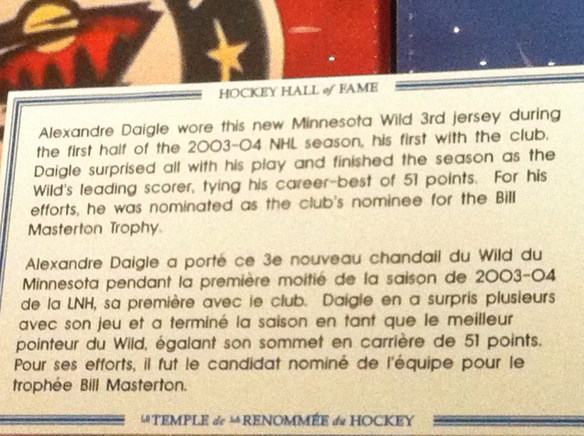 HOCKEY HALL of FAME
Alexandre Daigle wore this new Minnesota Wild 3rd jersey during
the first half of the 2003-04 NHL season, his first with the club.
Daigle surprised all with his play and finished the season as the
Wild's leading scorer, tying his career-best of 51 points. For his
efforts, he was nominated as the club's nominee for the Bill
Masterton Trophy.
Alexandre Daigle a porté ce 3e nouveau chandail du Wild du
Minnesota pendant la première moitié de la saison de 2003-04
de la LNH, sa première avec le club. Daigle en a surpris plusieurs
avec son jeu et a terminé la saison en tant que le meilleur
pointeur du Wild, égalant son sommet en carrière de 51 points.
Pour ses efforts, il fut le candidat nominé de l'équipe pour le
trophée Bill Masterton.
LE TEMPLE de LA RENOMMÉE du HOCKEY